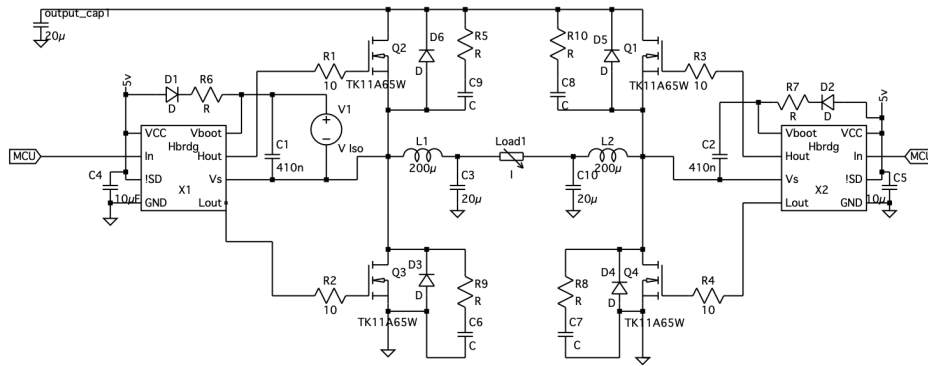 output_cap1
20µ
Q2
TK11A65W
R1
10
D6
D
R5
R
C9
C
R10
R
C8
C
D5
D
Q1
TK11A65W
R3
10
5v
D1
D
R6
R
V1
V Iso
C1
410n
VCC
Vboot
Hbrdg
In
Hout
!SD
Vs
X1
GND
Lout
MCU
C4
10µF
L1
200µ
C3
20µ
Load1
I
C10
20µ
L2
200µ
C2
410n
R7
R
D2
D
5v
Vboot
VCC
Hbrdg
Hout
In
Vs
!SD
X2
Lout
GND
MCU
C5
10µ
R2
10
Q3
TK11A65W
D3
D
R9
R
C6
C
R8
R
C7
C
D4
D
Q4
TK11A65W
R4
10